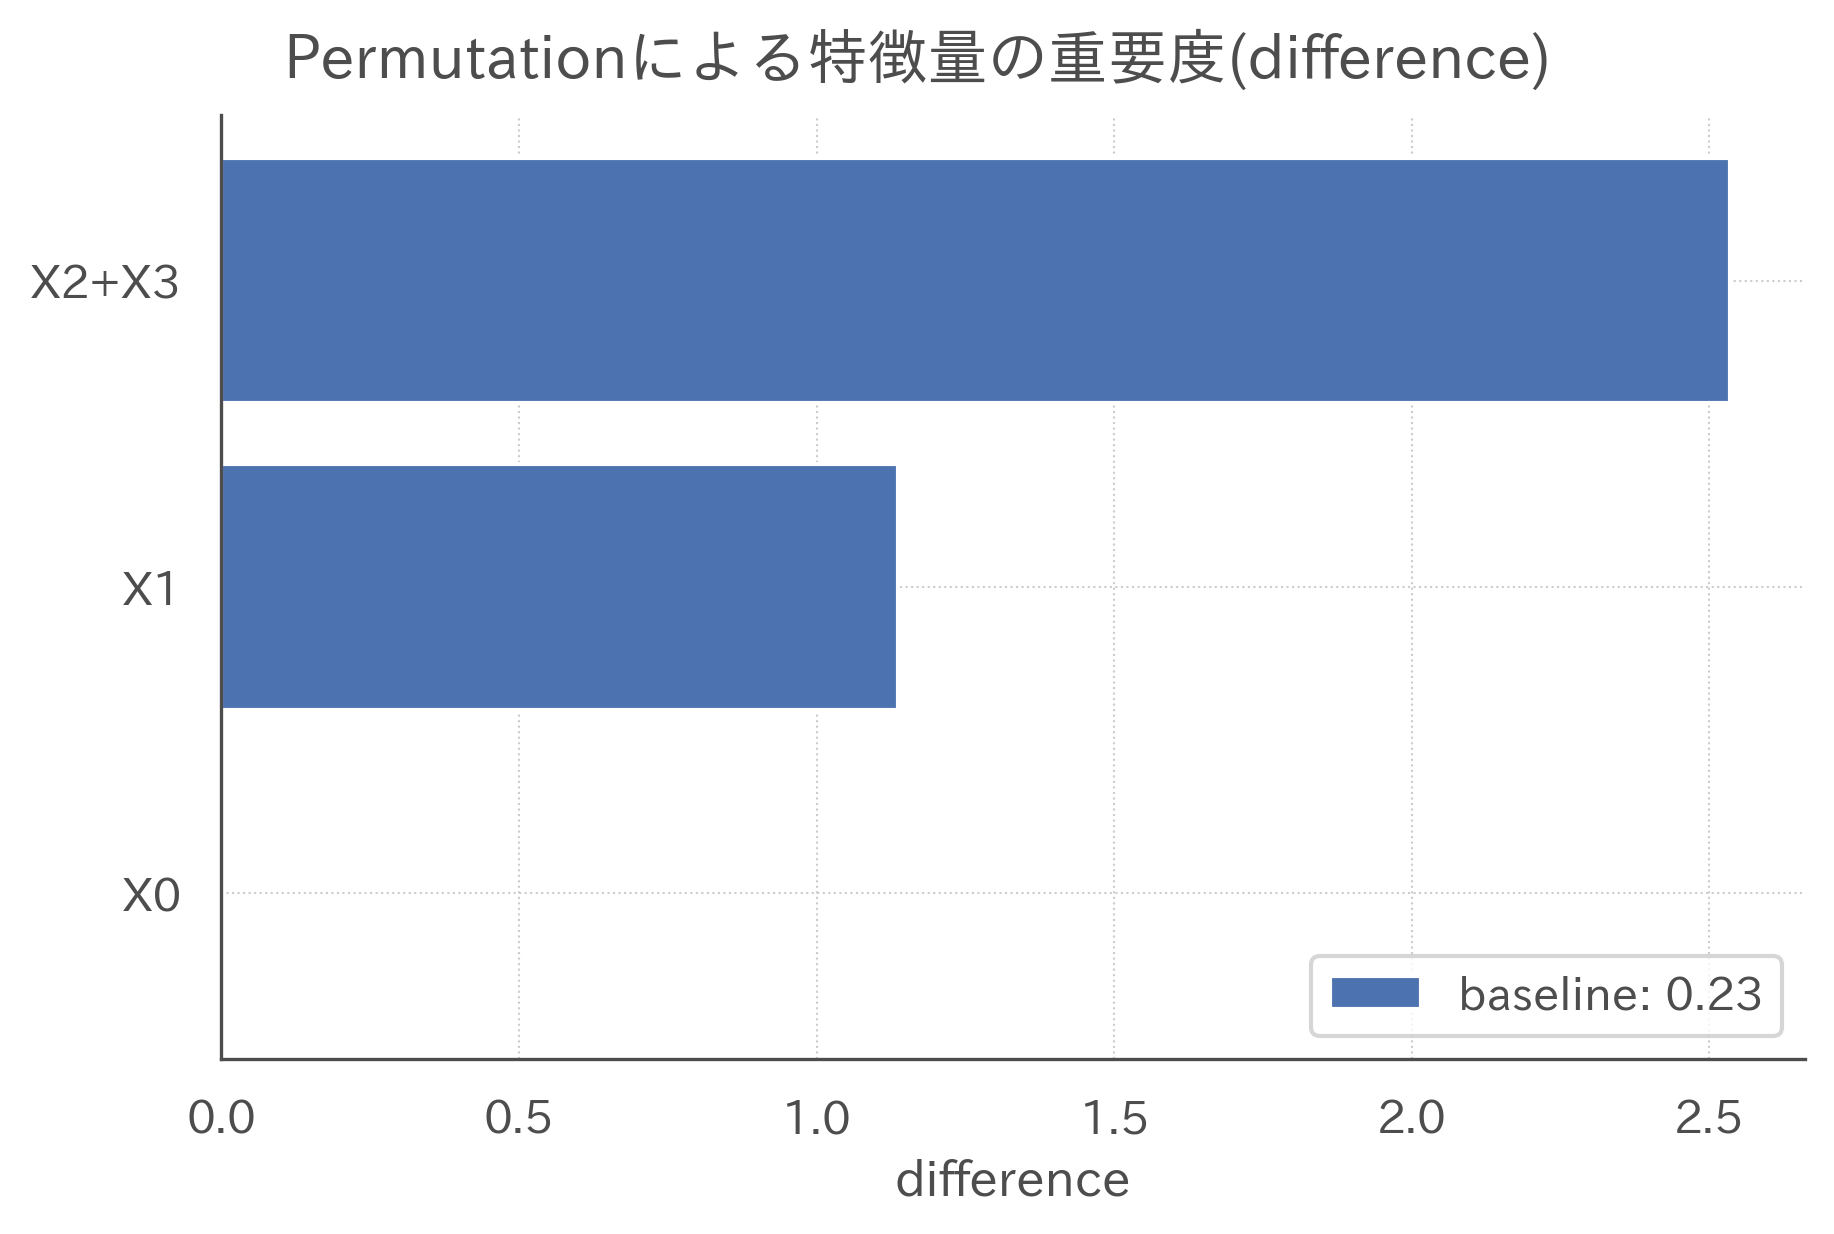 Permutationによる特徴量の重要度(difference)
X2+X3
X1
X0
baseline: 0.23
0.0 0.5 1.0 1.5 2.0 2.5
difference